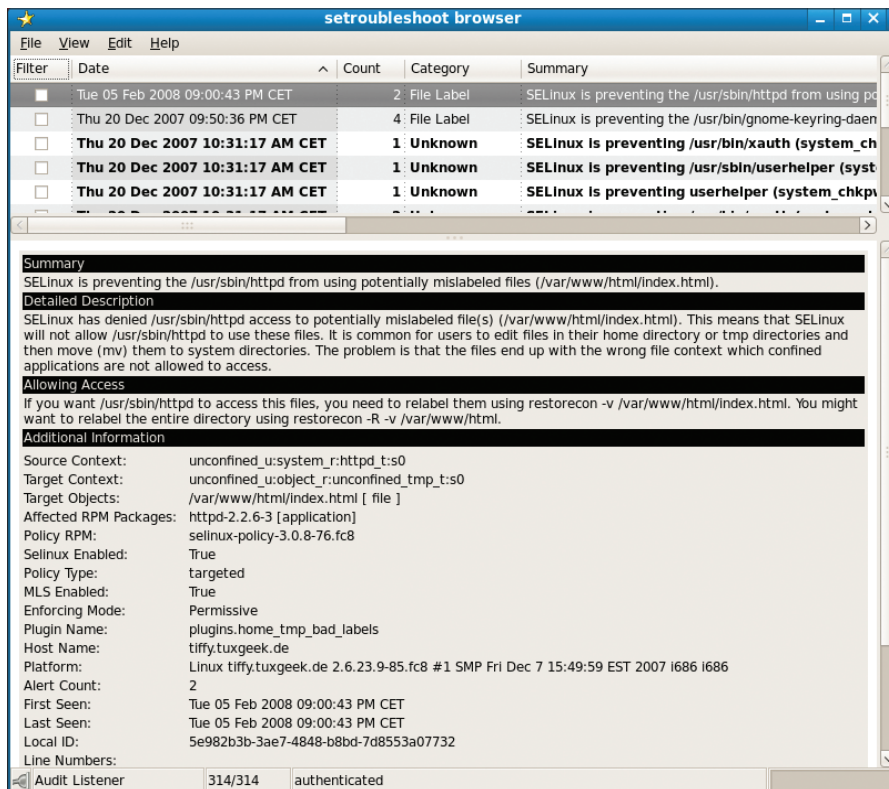 setroubleshoot browser
File View Edit Help
Filter Date Count Category Summary
Tue 05 Feb 2008 09:00:43 PM CET 2 File Label SELinux is preventing the /usr/sbin/httpd from using po
Thu 20 Dec 2007 09:50:36 PM CET 4 File Label SELinux is preventing the /usr/bin/gnome-keyring-daem
Thu 20 Dec 2007 10:31:17 AM CET 1 Unknown SELinux is preventing /usr/bin/xauth (system_ch
Thu 20 Dec 2007 10:31:17 AM CET 1 Unknown SELinux is preventing /usr/sbin/userhelper (syst
Thu 20 Dec 2007 10:31:17 AM CET 1 Unknown SELinux is preventing userhelper (system_chkpw
Summary
SELinux is preventing the /usr/sbin/httpd from using potentially mislabeled files (/var/www/html/index.html).
Detailed Description
SELinux has denied /usr/sbin/httpd access to potentially mislabeled file(s) (/var/www/html/index.html). This means that SELinux
will not allow /usr/sbin/httpd to use these files. It is common for users to edit files in their home directory or tmp directories and
then move (mv) them to system directories. The problem is that the files end up with the wrong file context which confined
applications are not allowed to access.
Allowing Access
If you want /usr/sbin/httpd to access this files, you need to relabel them using restorecon -v /var/www/html/index.html. You might
want to relabel the entire directory using restorecon -R -v /var/www/html.
Additional Information
Source Context: unconfined_u:system_r:httpd_t:s0
Target Context: unconfined_u:object_r:unconfined_tmp_t:s0
Target Objects: /var/www/html/index.html [ file ]
Affected RPM Packages: httpd-2.2.6-3 [application]
Policy RPM: selinux-policy-3.0.8-76.fc8
Selinux Enabled: True
Policy Type: targeted
MLS Enabled: True
Enforcing Mode: Permissive
Plugin Name: plugins.home_tmp_bad_labels
Host Name: tiffy.tuxgeek.de
Platform: Linux tiffy.tuxgeek.de 2.6.23.9-85.fc8 #1 SMP Fri Dec 7 15:49:59 EST 2007 i686 i686
Alert Count: 2
First Seen: Tue 05 Feb 2008 09:00:43 PM CET
Last Seen: Tue 05 Feb 2008 09:00:43 PM CET
Local ID: 5e982b3b-3ae7-4848-b8bd-7d8553a07732
Line Numbers:
Audit Listener 314/314 authenticated